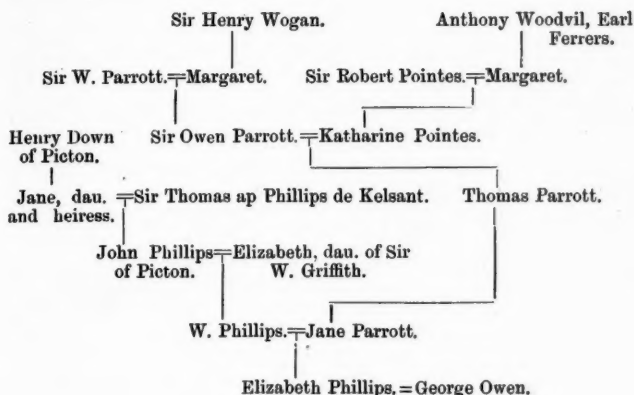 Sir Henry Wogan. Anthony Woodvil, Earl
Ferrers.
Sir W. Parrott.=Margaret. Sir Robert Pointes.=Margaret.
Henry Down
of Picton. Sir Owen Parrott.=Katharine Pointes.
Jane, dau. =Sir Thomas ap Phillips de Kelsant. Thomas Parrott.
and heiress.
John Phillips=Elizabeth, dau. of Sir
of Picton. W. Griffith.
W. Phillips.=Jane Parrott.
Elizabeth Phillips.=George Owen.